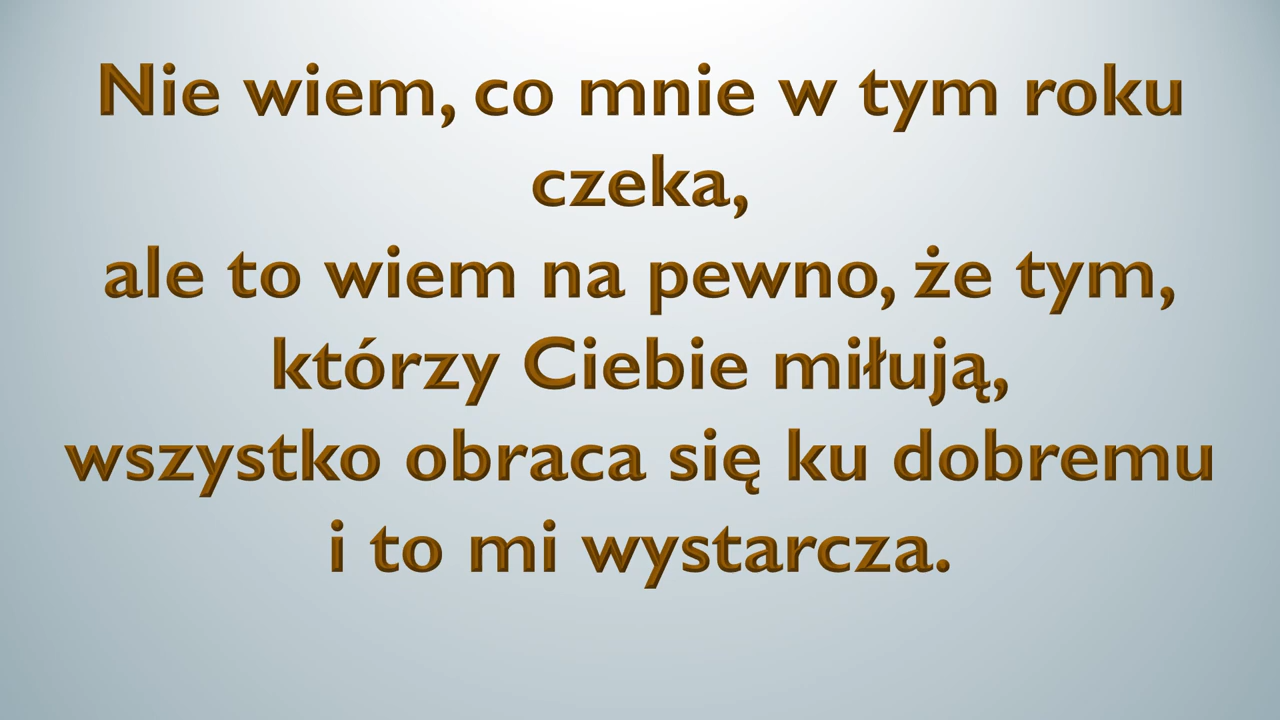 Nie wiem, co mnie w tym roku
czeka,
ale to wiem na pewno, że tym,
którzy Ciebie miłują,
wszystko obraca się ku dobremu
i to mi wystarcza.